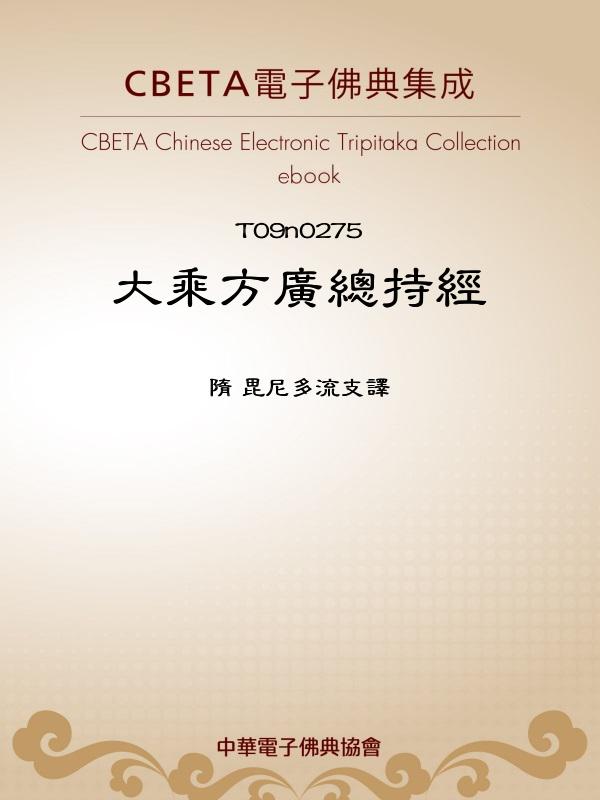 CBETA電子佛典集成
CBETA Chinese Electronic Tripitaka Collection
ebook
T09n0275
大乘方廣總持經
隋 毘尼多流支譯
中華電子佛典協會